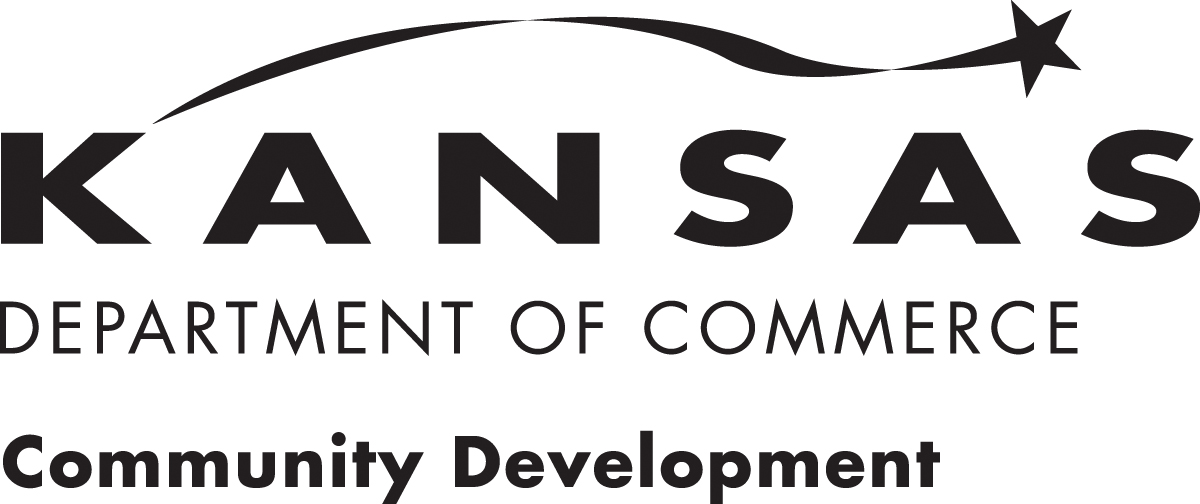 KANSAS
DEPARTMENT OF COMMERCE
Community Development